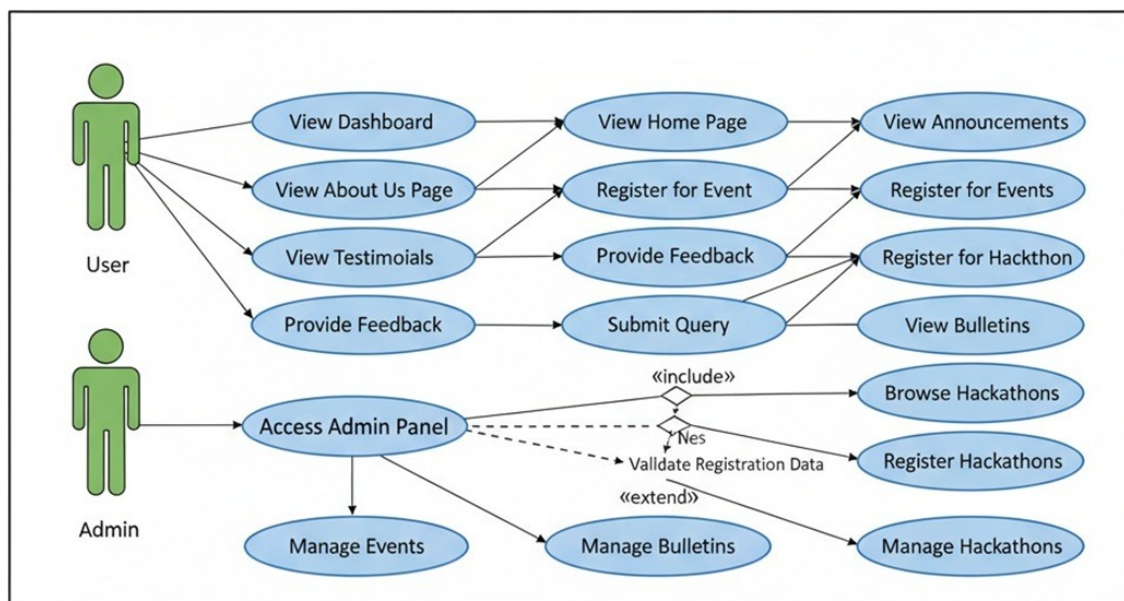 View Dashboard
View Home Page
View Announcements
View About Us Page
Register for Event
Register for Events
User
View Testimoials
Provide Feedback
Register for Hackthon
Provide Feedback
Submit Query
View Bulletins
«include»
Browse Hackathons
Access Admin Panel
Nes
Valldate Registration Data
Register Hackathons
«extend»
Admin
Manage Events
Manage Bulletins
Manage Hackathons